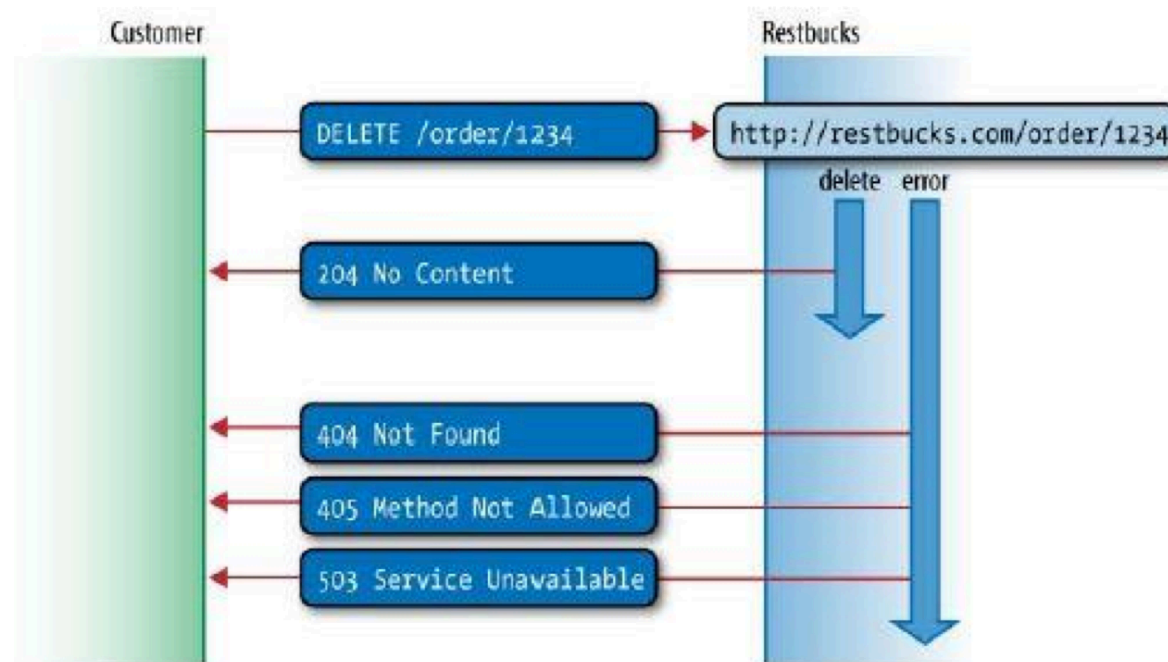 Customer
Restbucks
DELETE /order/1234
http://restbucks.com/order/1234
delete error
204 No Content
404 Not Found
405 Method Not Allowed
503 Service Unavailable